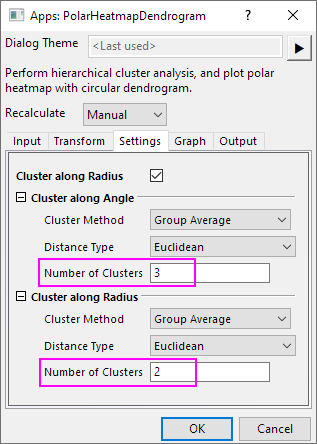 Apps: PolarHeatmapDendrogram
Dialog Theme <Last used>
Perform hierarchical cluster analysis, and plot polar
heatmap with circular dendrogram.
Recalculate Manual
Input Transform Settings Graph Output
Cluster along Radius
Cluster along Angle
Cluster Method Group Average
Distance Type Euclidean
Number of Clusters 3
Cluster along Radius
Cluster Method Group Average
Distance Type Euclidean
Number of Clusters 2
OK Cancel